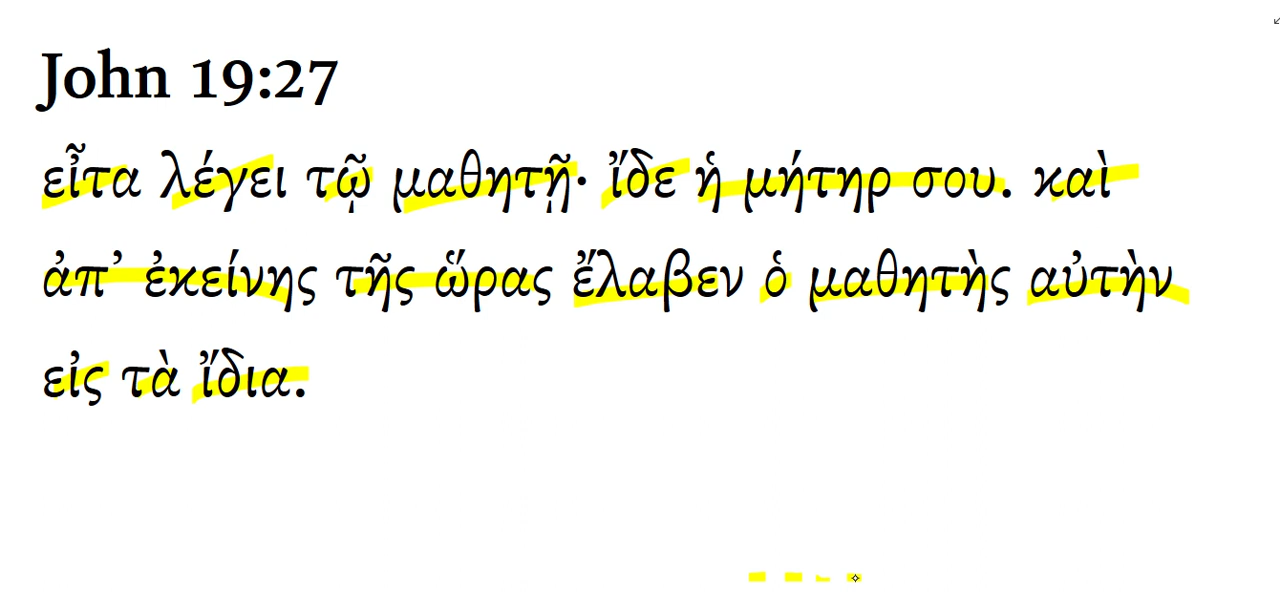 John 19:27
εἶτα λέγει τῷ μαθητῇ· ἴδε ἡ μήτηρ σου. καὶ
ἀπ’ ἐκείνης τῆς ὥρας ἔλαβεν ὁ μαθητὴς αὐτὴν
εἰς τὰ ἴδια.